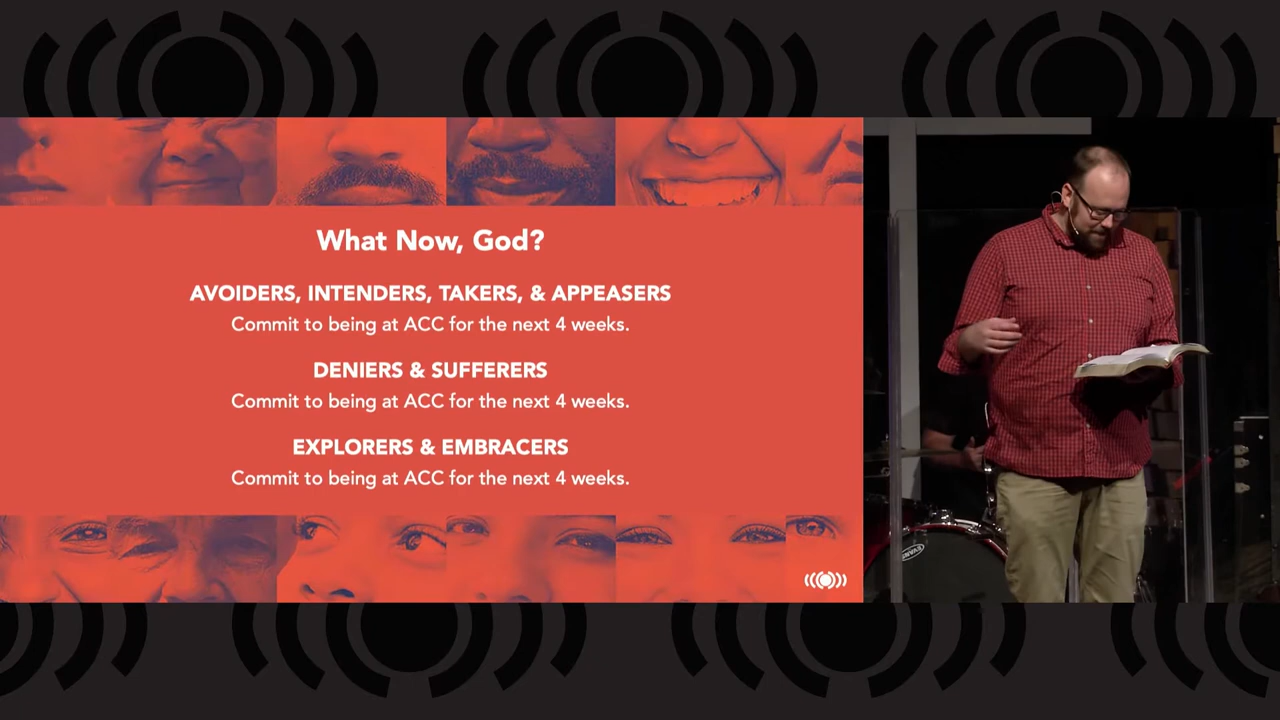 What Now, God?
AVOIDERS, INTENDERS, TAKERS, & APPEASERS
Commit to being at ACC for the next 4 weeks.
DENIERS & SUFFERERS
Commit to being at ACC for the next 4 weeks.
EXPLORERS & EMBRACERS
Commit to being at ACC for the next 4 weeks.
EVANS